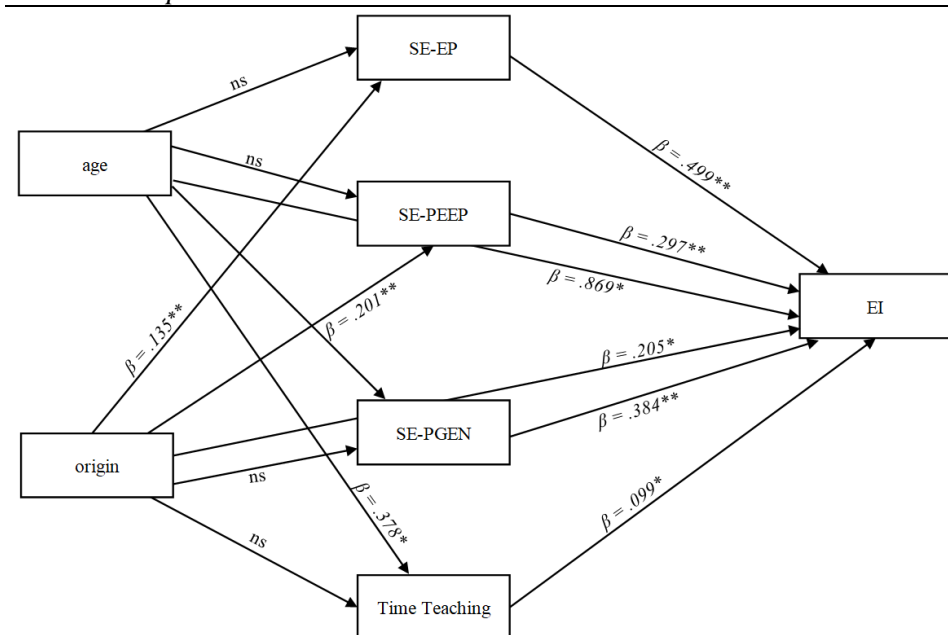 SE-EP
ns
age
ns
SE-PEEP
β = .499**
β = .297**
β = .869*
EI
β = .135**
β = .201**
β = .205*
β = .384**
SE-PGEN
origin
ns
β = .378*
β = .099*
ns
Time Teaching